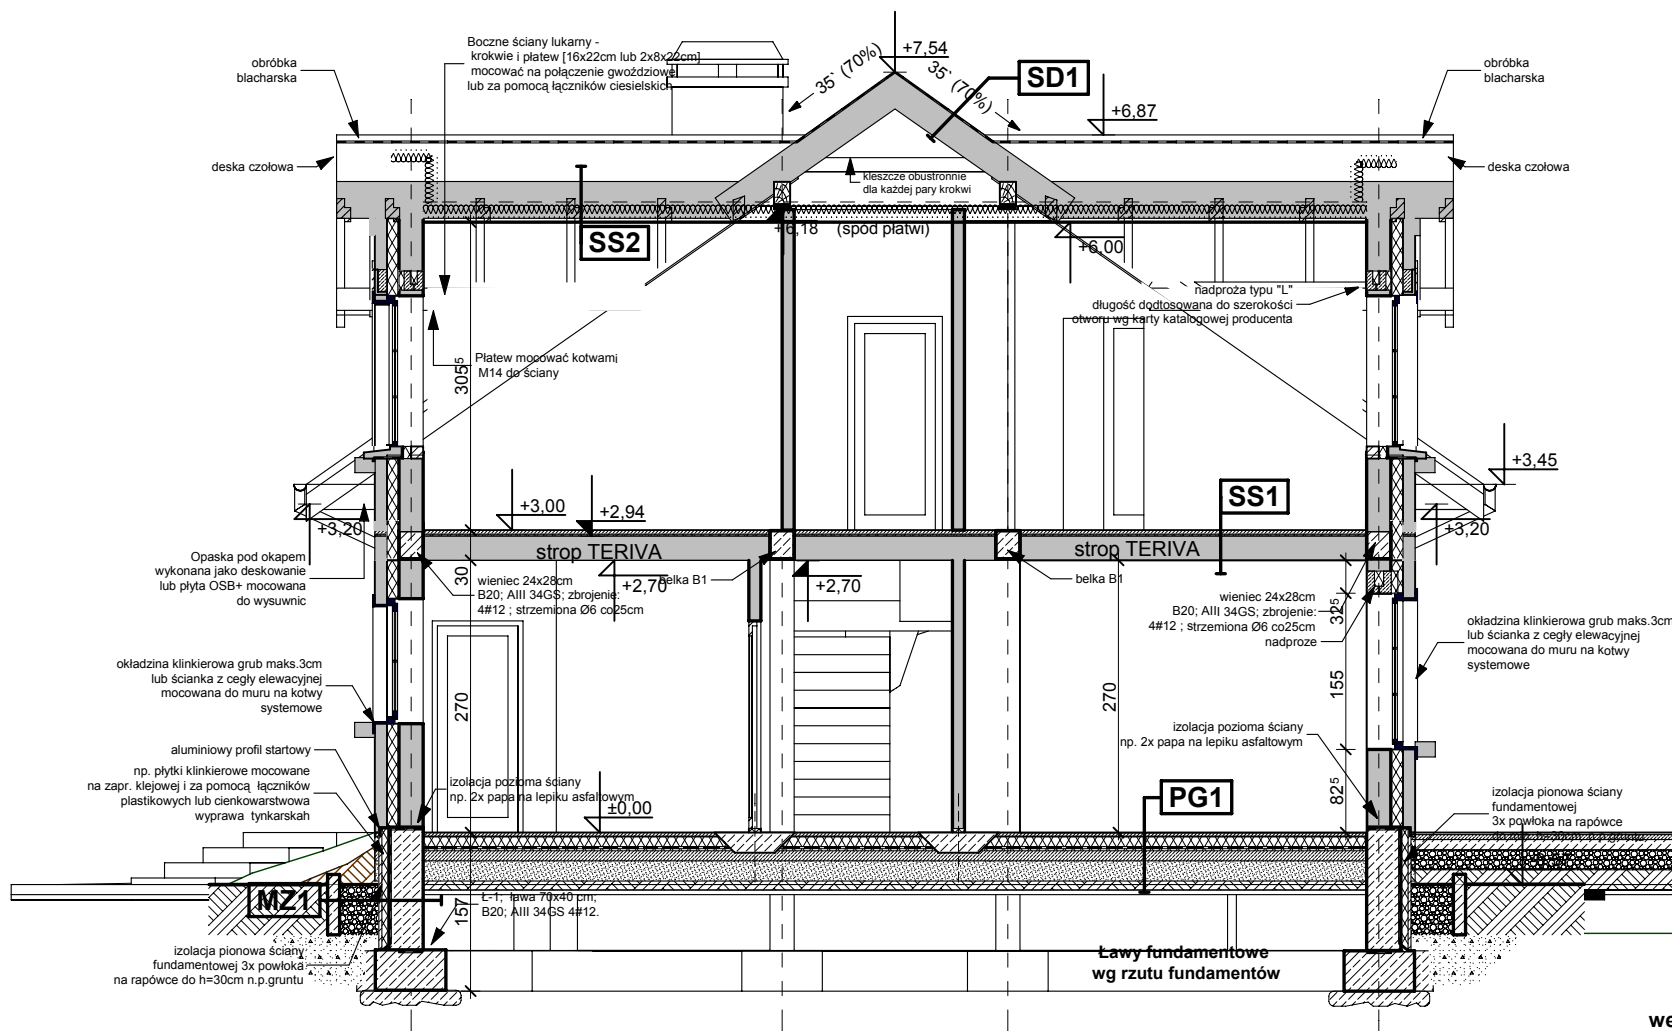 Boczne ściany lukarny -
krokwie i płatew [16x22cm lub 2x8x22cm]
mocować na połączenie gwoździowe
lub za pomocą łączników ciesielskich
obróbka
blacharska
35` (70%)
+7,54
35` (70%)
SD1
+6,87
obróbka
blacharska
deska czołowa
deska czołowa
kleszcze obustronnie
dla każdej pary krokwi
SS2
+6,18
(spód płatwi)
+6,00
nadproża typu "L"
długość dodtosowana do szerokości
otworu wg karty katalogowej producenta
Płatew mocować kotwami
M14 do ściany
305⁵
+3,45
+3,00
+2,94
SS1
+3,20
+3,20
strop TERIVA
strop TERIVA
Opaska pod okapem
wykonana jako deskowanie
lub płyta OSB+ mocowana
do wysuwnic
30
wieniec 24x28cm
B20; AIII 34GS; zbrojenie:
4#12 ; strzemiona Ø6 co25cm
+2,70
belka B1
+2,70
belka B1
wieniec 24x28cm
B20; AIII 34GS; zbrojenie:
4#12 ; strzemiona Ø6 co25cm
nadproze
32⁵
okładzina klinkierowa grub maks.3cm
lub ścianka z cegły elewacyjnej
mocowana do muru na kotwy
systemowe
okładzina klinkierowa grub maks.3cm
lub ścianka z cegły elewacyjnej
mocowana do muru na kotwy
systemowe
270
270
155
izolacja pozioma ściany
np. 2x papa na lepiku asfaltowym
aluminiowy profil startowy
np. płytki klinkierowe mocowane
na zapr. klejowej i za pomocą łączników
plastikowych lub cienkowarstwowa
wyprawa tynkarskah
izolacja pozioma ściany
np. 2x papa na lepiku asfaltowym
±0,00
PG1
82⁵
izolacja pionowa ściany
fundamentowej
3x powłoka na rapówce
do h=30cm n.p.gruntu
MZ1
157
Ł-1; ława 70x40 cm;
B20; AIII 34GS 4#12.
izolacja pionowa ściany
fundamentowej 3x powłoka
na rapówce do h=30cm n.p.gruntu
Ławy fundamentowe
wg rzutu fundamentów
we